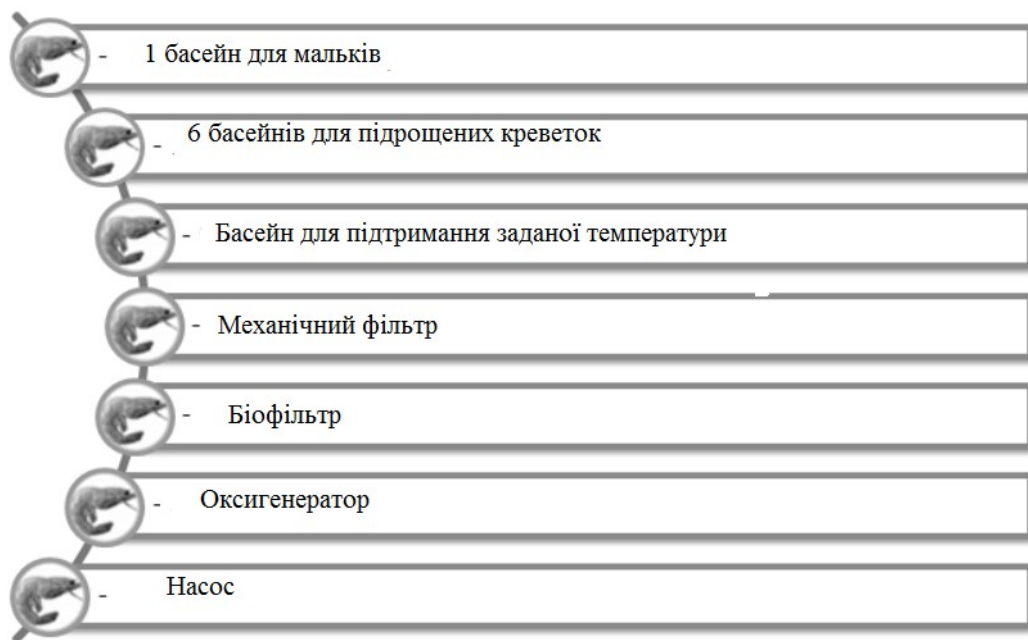 - 1 басейн для мальків
- 6 басейнів для підрощених креветок
- Басейн для підтримання заданої температури
- Механічний фільтр
- Біофільтр
- Оксигенератор
- Насос